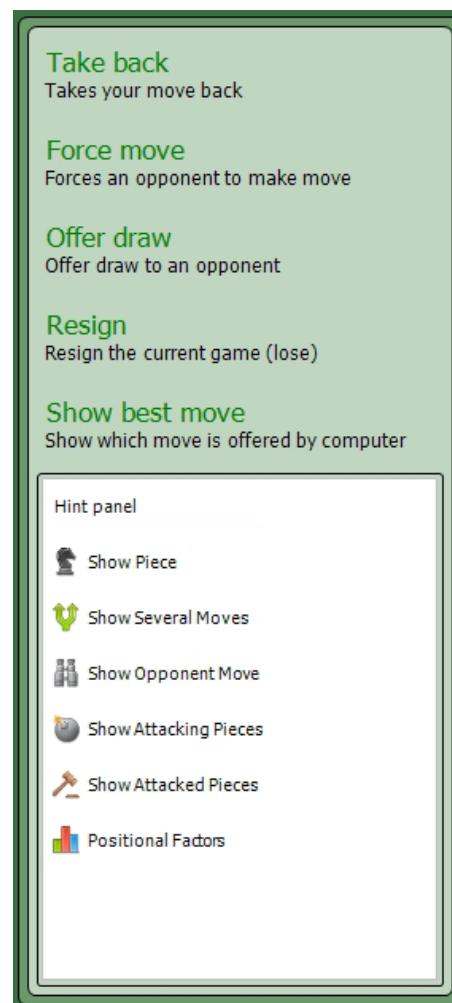 Take back
Takes your move back
Force move
Forces an opponent to make move
Offer draw
Offer draw to an opponent
Resign
Resign the current game (lose)
Show best move
Show which move is offered by computer
Hint panel
Show Piece
Show Several Moves
Show Opponent Move
Show Attacking Pieces
Show Attacked Pieces
Positional Factors